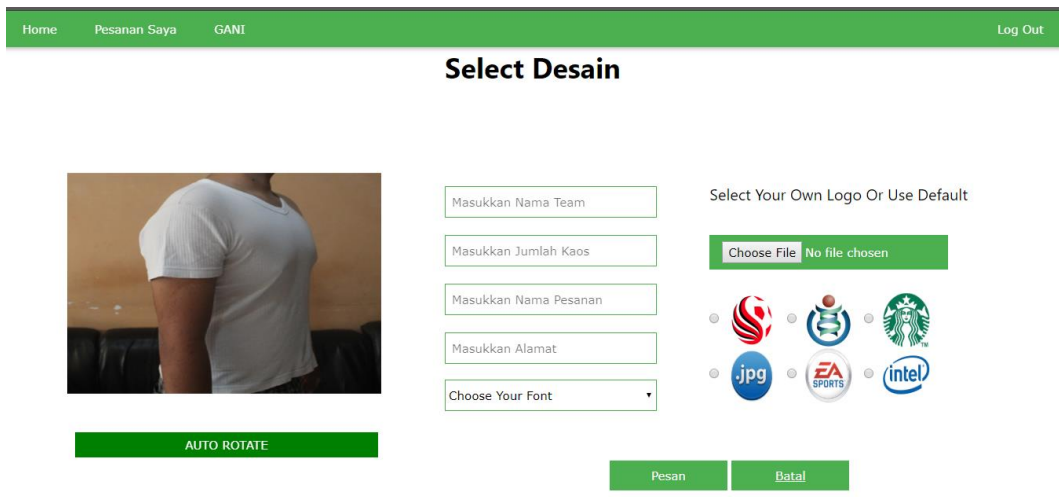 Home Pesanan Saya GANI Log Out
Select Desain
Masukkan Nama Team
Masukkan Jumlah Kaos
Masukkan Nama Pesanan
Masukkan Alamat
Choose Your Font
Select Your Own Logo Or Use Default
Choose File No file chosen
.jpg EA SPORTS intel
AUTO ROTATE
Pesan Batal